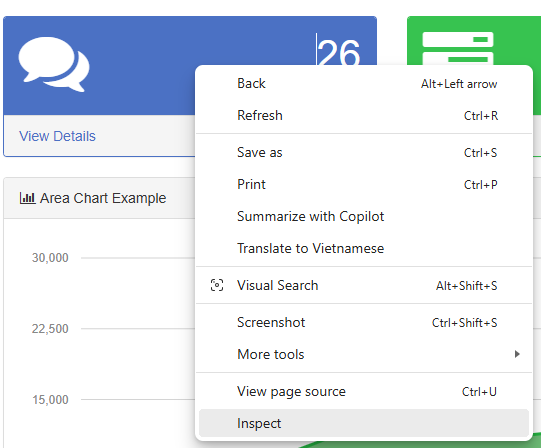 26
View Details
Area Chart Example
30,000
22,500
15,000
Back Alt+Left arrow
Refresh Ctrl+R
Save as Ctrl+S
Print Ctrl+P
Summarize with Copilot
Translate to Vietnamese
Visual Search Alt+Shift+S
Screenshot Ctrl+Shift+S
More tools
View page source Ctrl+U
Inspect